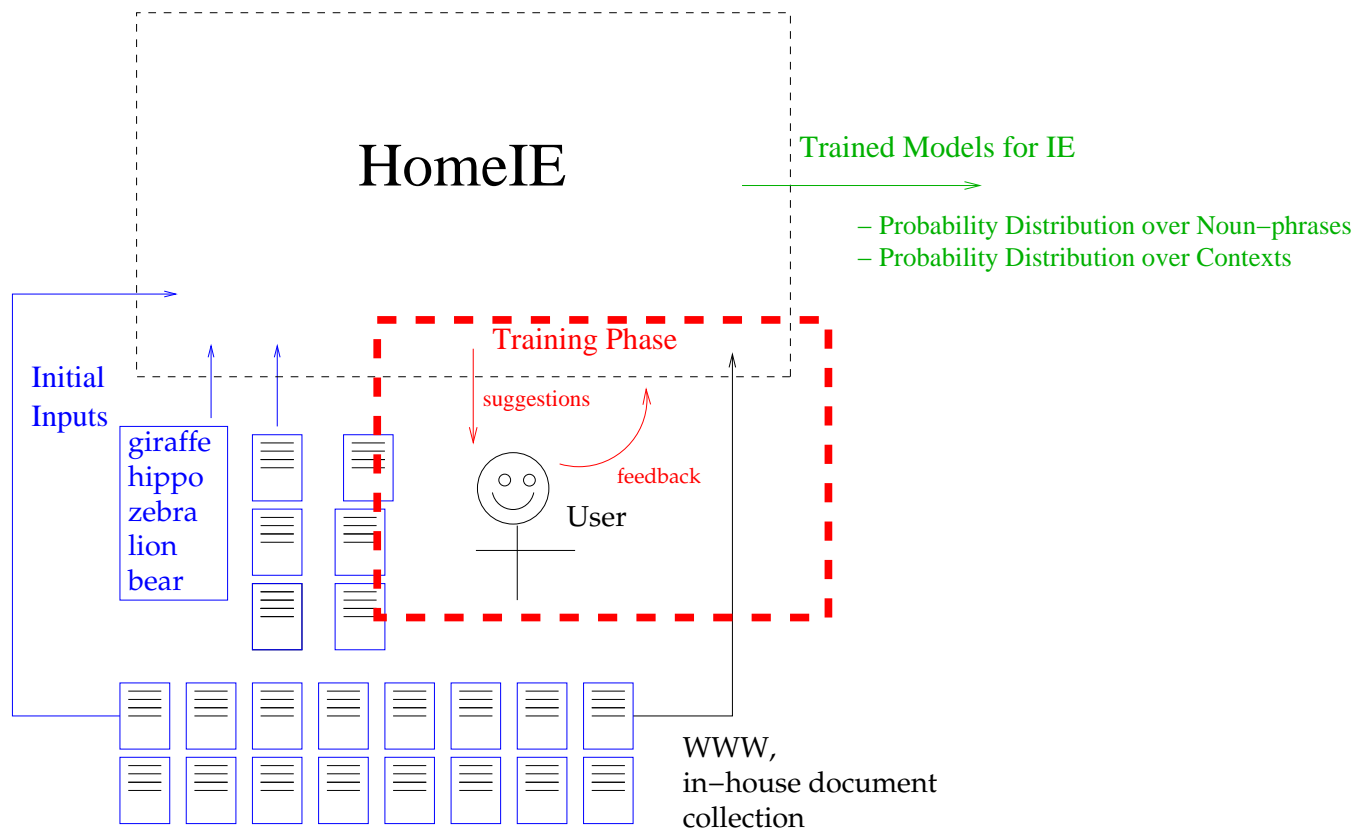 HomeIE
Trained Models for IE
− Probability Distribution over Noun−phrases
− Probability Distribution over Contexts
Training Phase
Initial
Inputs
suggestions
giraffe
hippo
zebra
lion
bear
feedback
User
WWW,
in−house document
collection